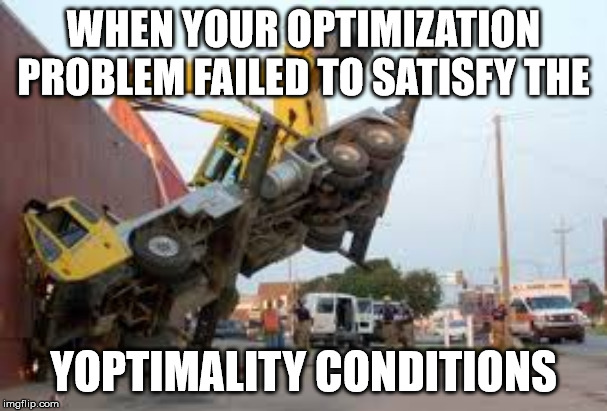 WHEN YOUR OPTIMIZATION
PROBLEM FAILED TO SATISFY THE
YOPTIMALITY CONDITIONS
imgflip.com